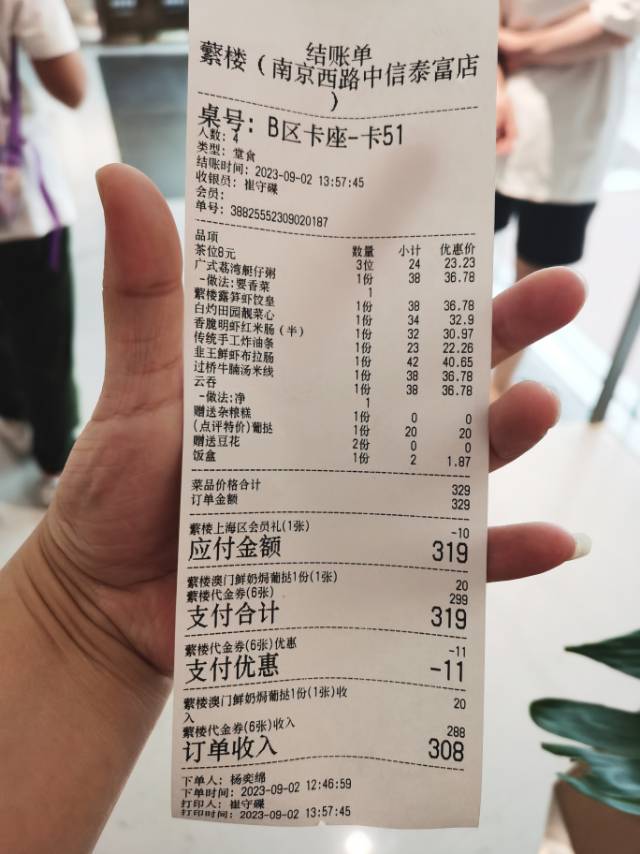 结账单
蘩楼（南京西路中信泰富店
）
桌号: B区卡座-卡51
人数: 4
类型: 堂食
结账时间: 2023-09-02 13:57:45
收银员: 崔守碟
会员:
单号: 38825552309020187
品项 数量 小计 优惠价
茶位8元 3位 24 23.23
广式荔湾艇仔粥 1份 38 36.78
-做法:要香菜 1
蘩楼露笋虾饺皇 1份 38 36.78
白灼田园靓菜心 1份 34 32.9
香脆明虾红米肠（半） 1份 32 30.97
传统手工炸油条 1份 23 22.26
韭王鲜虾布拉肠 1份 42 40.65
过桥牛腩汤米线 1份 38 36.78
云吞 1份 38 36.78
-做法:净 1
赠送杂粮糕 1份 0 0
(点评特价)葡挞 1份 20 20
赠送豆花 2份 0 0
饭盒 1份 2 1.87
菜品价格合计 329
订单金额 329
蘩楼上海区会员礼(1张) -10
应付金额 319
蘩楼澳门鲜奶焗葡挞1份(1张) 20
蘩楼代金券(6张) 299
支付合计 319
蘩楼代金券(6张)优惠 -11
支付优惠 -11
蘩楼澳门鲜奶焗葡挞1份(1张)收 20
入
蘩楼代金券(6张)收入 288
订单收入 308
下单人: 杨奕绵
下单时间: 2023-09-02 12:46:59
打印人: 崔守碟
打印时间: 2023-09-02 13:57:45